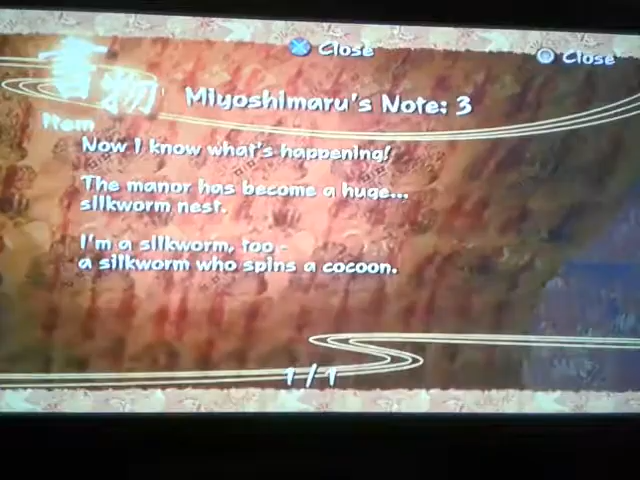 Close
Close
書物
Item
Miyoshimaru's Note: 3
Now I know what's happening!
The manor has become a huge...
silkworm nest.
I'm a silkworm, too -
a silkworm who spins a cocoon.
1/1